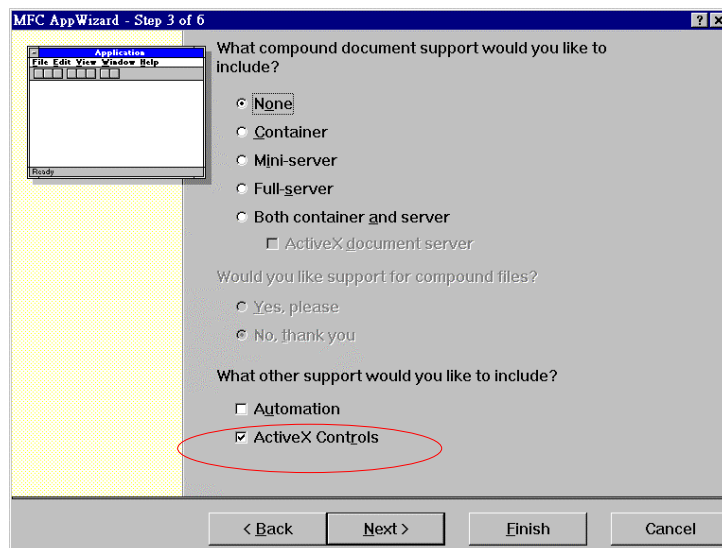 MFC AppWizard - Step 3 of 6
Application
File Edit View Window Help
Ready
What compound document support would you like to
include?
None
Container
Mini-server
Full-server
Both container and server
ActiveX document server
Would you like support for compound files?
Yes, please
No, thank you
What other support would you like to include?
Automation
ActiveX Controls
< Back
Next >
Finish
Cancel